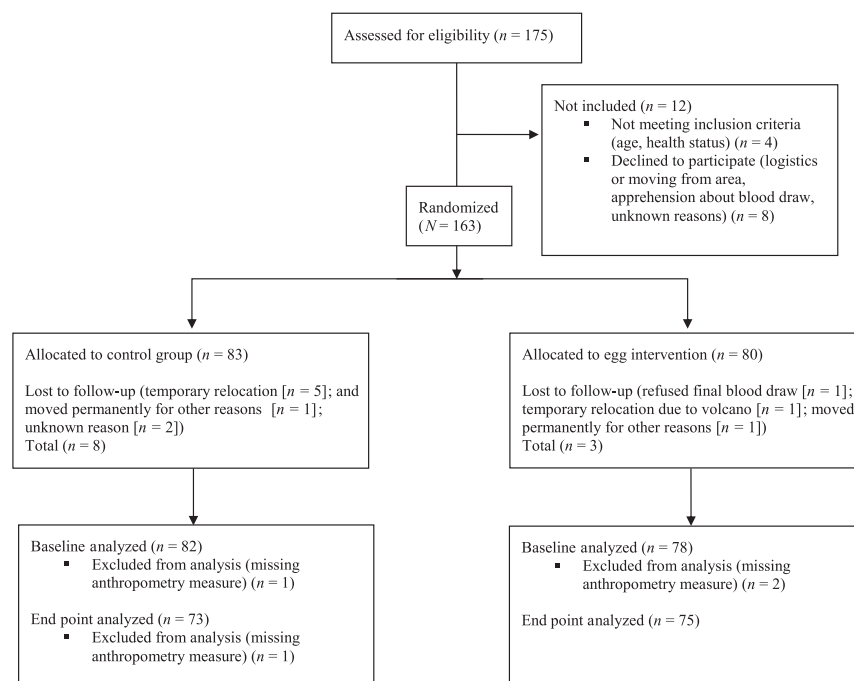 Assessed for eligibility (n = 175)
Not included (n = 12)
▪ Not meeting inclusion criteria
(age, health status) (n = 4)
▪ Declined to participate (logistics
or moving from area,
apprehension about blood draw,
unknown reasons) (n = 8)
Randomized
(N = 163)
Allocated to control group (n = 83)
Lost to follow-up (temporary relocation [n = 5]; and
moved permanently for other reasons [n = 1];
unknown reason [n = 2])
Total (n = 8)
Allocated to egg intervention (n = 80)
Lost to follow-up (refused final blood draw [n = 1];
temporary relocation due to volcano [n = 1]; moved
permanently for other reasons [n = 1])
Total (n = 3)
Baseline analyzed (n = 82)
▪ Excluded from analysis (missing
anthropometry measure) (n = 1)
End point analyzed (n = 73)
▪ Excluded from analysis (missing
anthropometry measure) (n = 1)
Baseline analyzed (n = 78)
▪ Excluded from analysis (missing
anthropometry measure) (n = 2)
End point analyzed (n = 75)